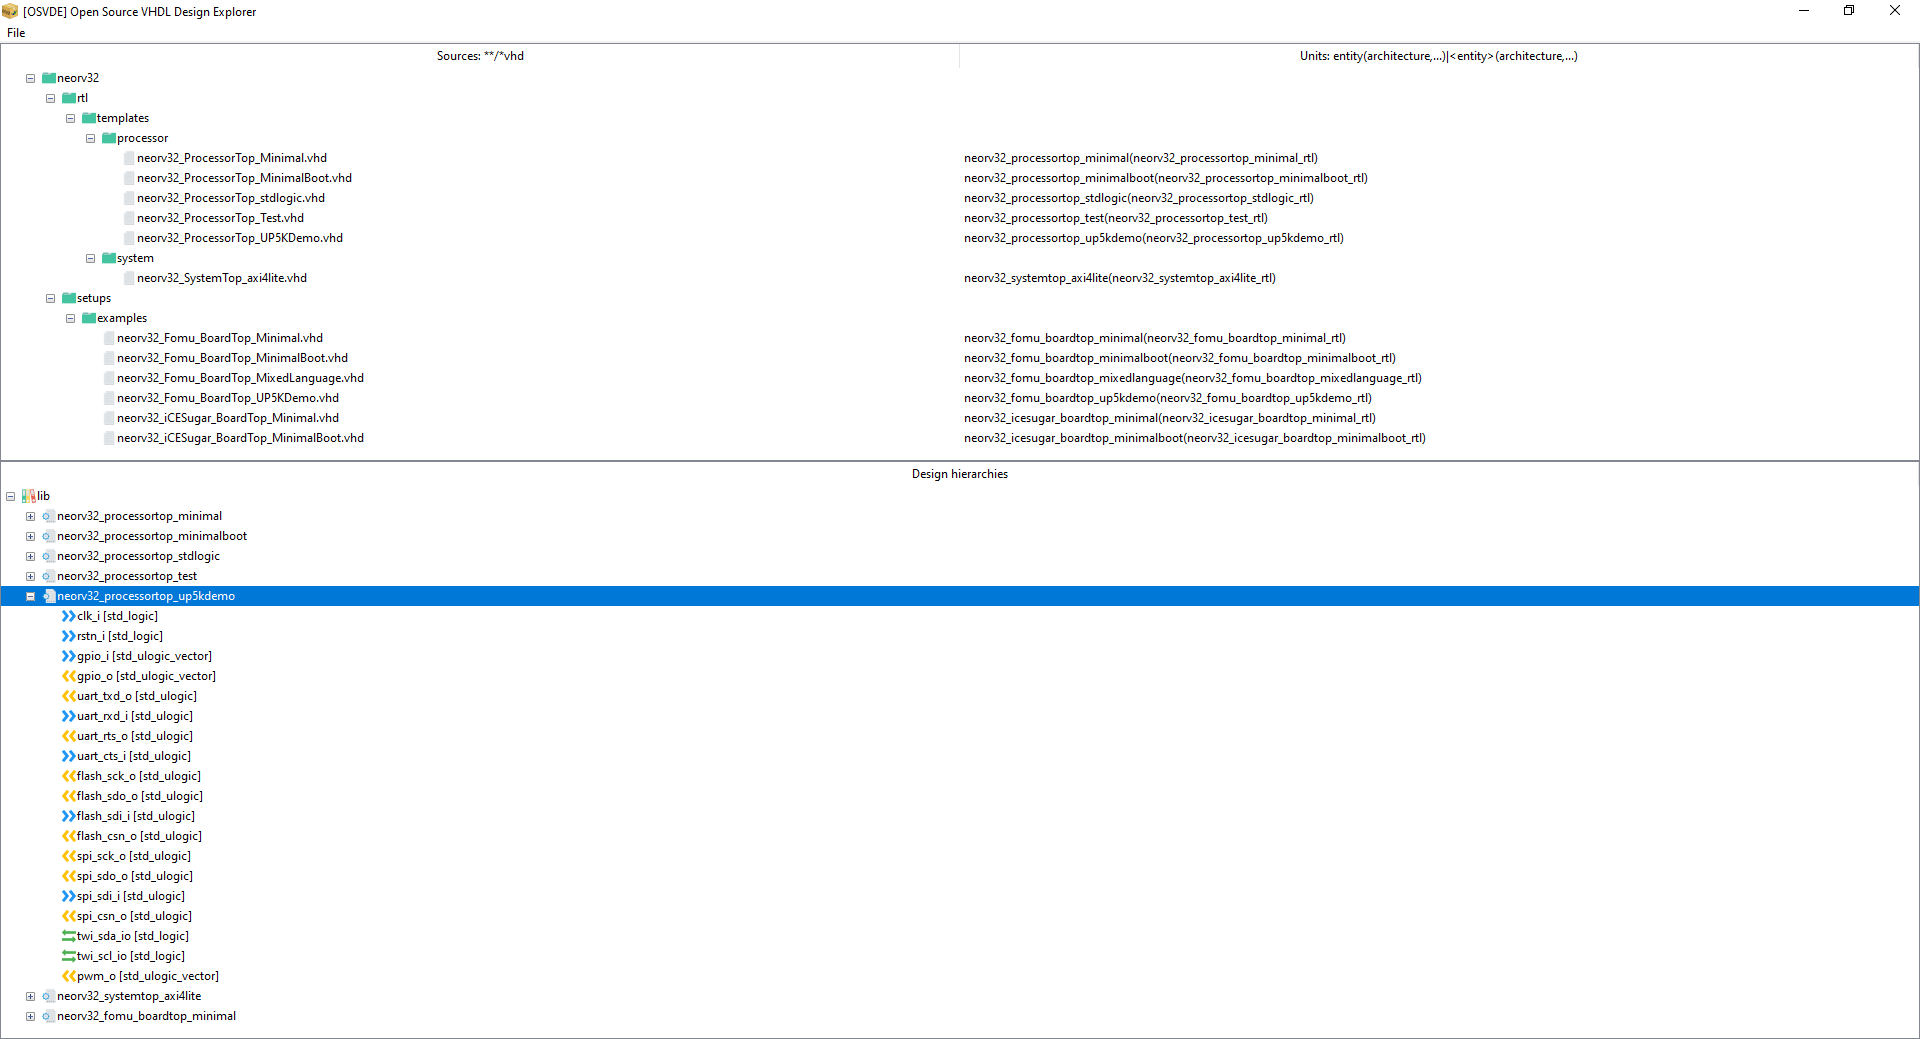 [OSVDE] Open Source VHDL Design Explorer
File
Sources: **/*vhd Units: entity(architecture,...)|<entity>(architecture,...)
neorv32
rtl
templates
processor
neorv32_ProcessorTop_Minimal.vhd neorv32_processortop_minimal(neorv32_processortop_minimal_rtl)
neorv32_ProcessorTop_MinimalBoot.vhd neorv32_processortop_minimalboot(neorv32_processortop_minimalboot_rtl)
neorv32_ProcessorTop_stdlogic.vhd neorv32_processortop_stdlogic(neorv32_processortop_stdlogic_rtl)
neorv32_ProcessorTop_Test.vhd neorv32_processortop_test(neorv32_processortop_test_rtl)
neorv32_ProcessorTop_UP5KDemo.vhd neorv32_processortop_up5kdemo(neorv32_processortop_up5kdemo_rtl)
system
neorv32_SystemTop_axi4lite.vhd neorv32_systemtop_axi4lite(neorv32_systemtop_axi4lite_rtl)
setups
examples
neorv32_Fomu_BoardTop_Minimal.vhd neorv32_fomu_boardtop_minimal(neorv32_fomu_boardtop_minimal_rtl)
neorv32_Fomu_BoardTop_MinimalBoot.vhd neorv32_fomu_boardtop_minimalboot(neorv32_fomu_boardtop_minimalboot_rtl)
neorv32_Fomu_BoardTop_MixedLanguage.vhd neorv32_fomu_boardtop_mixedlanguage(neorv32_fomu_boardtop_mixedlanguage_rtl)
neorv32_Fomu_BoardTop_UP5KDemo.vhd neorv32_fomu_boardtop_up5kdemo(neorv32_fomu_boardtop_up5kdemo_rtl)
neorv32_iCESugar_BoardTop_Minimal.vhd neorv32_icesugar_boardtop_minimal(neorv32_icesugar_boardtop_minimal_rtl)
neorv32_iCESugar_BoardTop_MinimalBoot.vhd neorv32_icesugar_boardtop_minimalboot(neorv32_icesugar_boardtop_minimalboot_rtl)
Design hierarchies
lib
neorv32_processortop_minimal
neorv32_processortop_minimalboot
neorv32_processortop_stdlogic
neorv32_processortop_test
neorv32_processortop_up5kdemo
clk_i [std_logic]
rstn_i [std_logic]
gpio_i [std_ulogic_vector]
gpio_o [std_ulogic_vector]
uart_txd_o [std_ulogic]
uart_rxd_i [std_ulogic]
uart_rts_o [std_ulogic]
uart_cts_i [std_ulogic]
flash_sck_o [std_ulogic]
flash_sdo_o [std_ulogic]
flash_sdi_i [std_ulogic]
flash_csn_o [std_ulogic]
spi_sck_o [std_ulogic]
spi_sdo_o [std_ulogic]
spi_sdi_i [std_ulogic]
spi_csn_o [std_ulogic]
twi_sda_io [std_logic]
twi_scl_io [std_logic]
pwm_o [std_ulogic_vector]
neorv32_systemtop_axi4lite
neorv32_fomu_boardtop_minimal